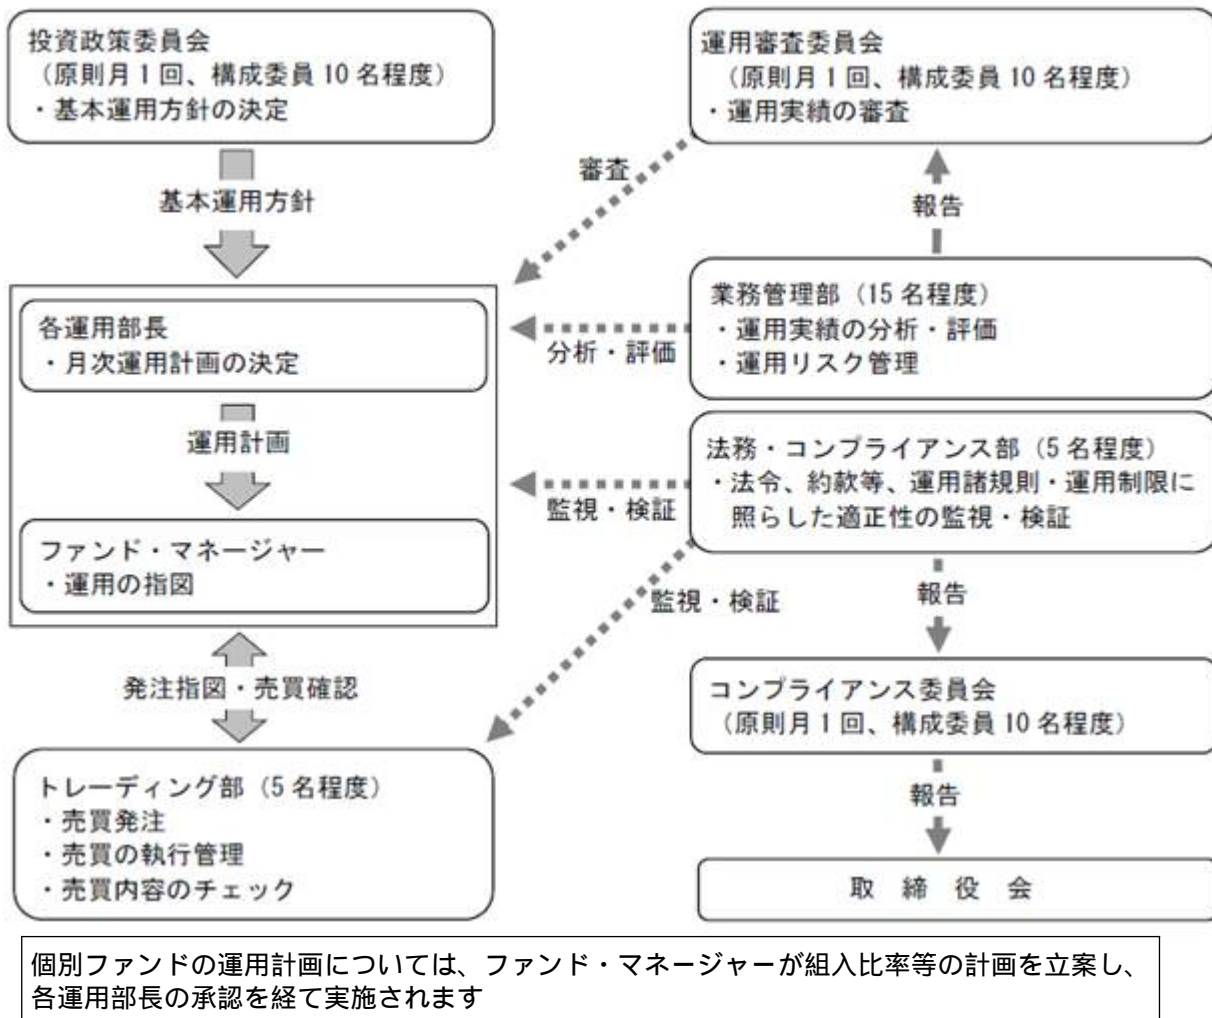 投資政策委員会
（原則月1回、構成委員10名程度）
・基本運用方針の決定
基本運用方針
各運用部長
・月次運用計画の決定
運用計画
ファンド・マネージャー
・運用の指図
発注指図・売買確認
トレーディング部（5名程度）
・売買発注
・売買の執行管理
・売買内容のチェック
運用審査委員会
（原則月1回、構成委員10名程度）
・運用実績の審査
審査
報告
業務管理部（15名程度）
・運用実績の分析・評価
・運用リスク管理
分析・評価
法務・コンプライアンス部（5名程度）
・法令、約款等、運用諸規則・運用制限に
照らした適正性の監視・検証
監視・検証
監視・検証
報告
コンプライアンス委員会
（原則月1回、構成委員10名程度）
報告
取　締　役　会
個別ファンドの運用計画については、ファンド・マネージャーが組入比率等の計画を立案し、
各運用部長の承認を経て実施されます